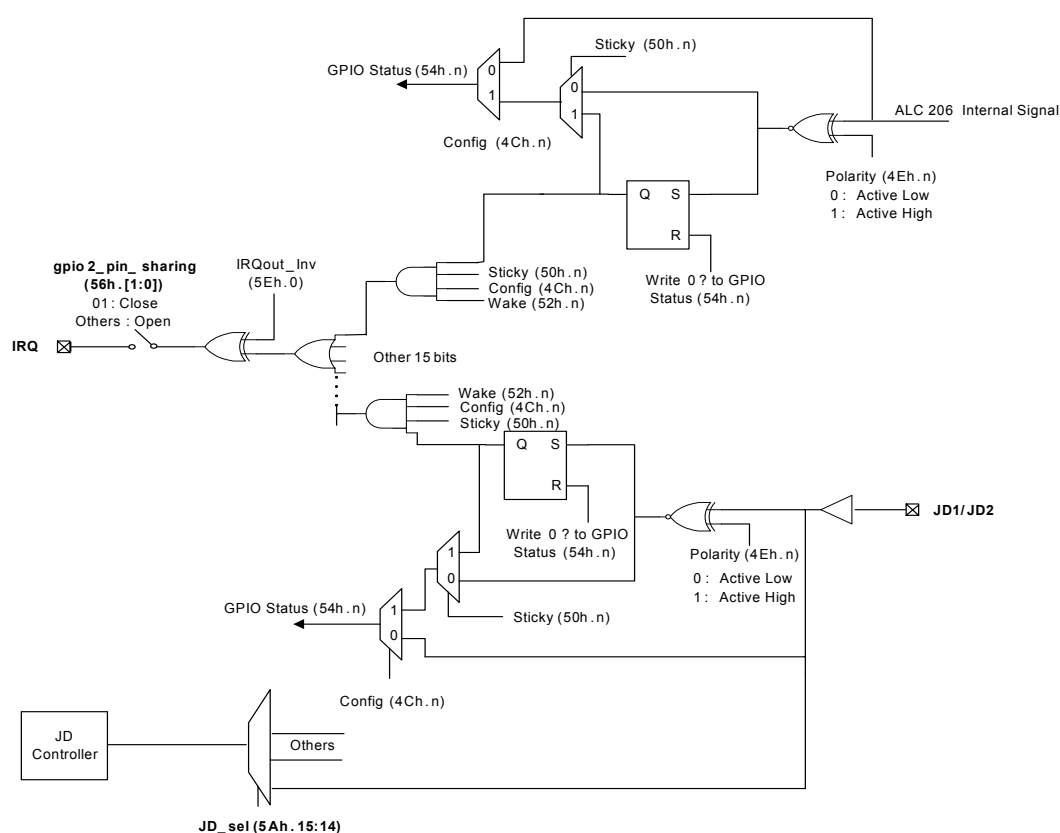 Sticky (50h.n)
GPIO Status (54h.n)
0
1
0
1
Config (4Ch.n)
ALC 206 Internal Signal
Polarity (4Eh.n)
0 : Active Low
1 : Active High
Q S
R
Write 0 ? to GPIO
Status (54h.n)
gpio 2_pin_ sharing
(56h.[1:0])
01 : Close
Others : Open
IRQout_Inv
(5Eh.0)
Sticky (50h.n)
Config (4Ch.n)
Wake (52h.n)
IRQ
Other 15 bits
Wake (52h.n)
Config (4Ch.n)
Sticky (50h.n)
Q S
R
Write 0 ? to GPIO
Status (54h.n)
JD1/JD2
Polarity (4Eh.n)
0 : Active Low
1 : Active High
1
0
GPIO Status (54h.n)
1
0
Sticky (50h.n)
Config (4Ch.n)
JD
Controller
Others
JD_sel (5Ah.15:14)